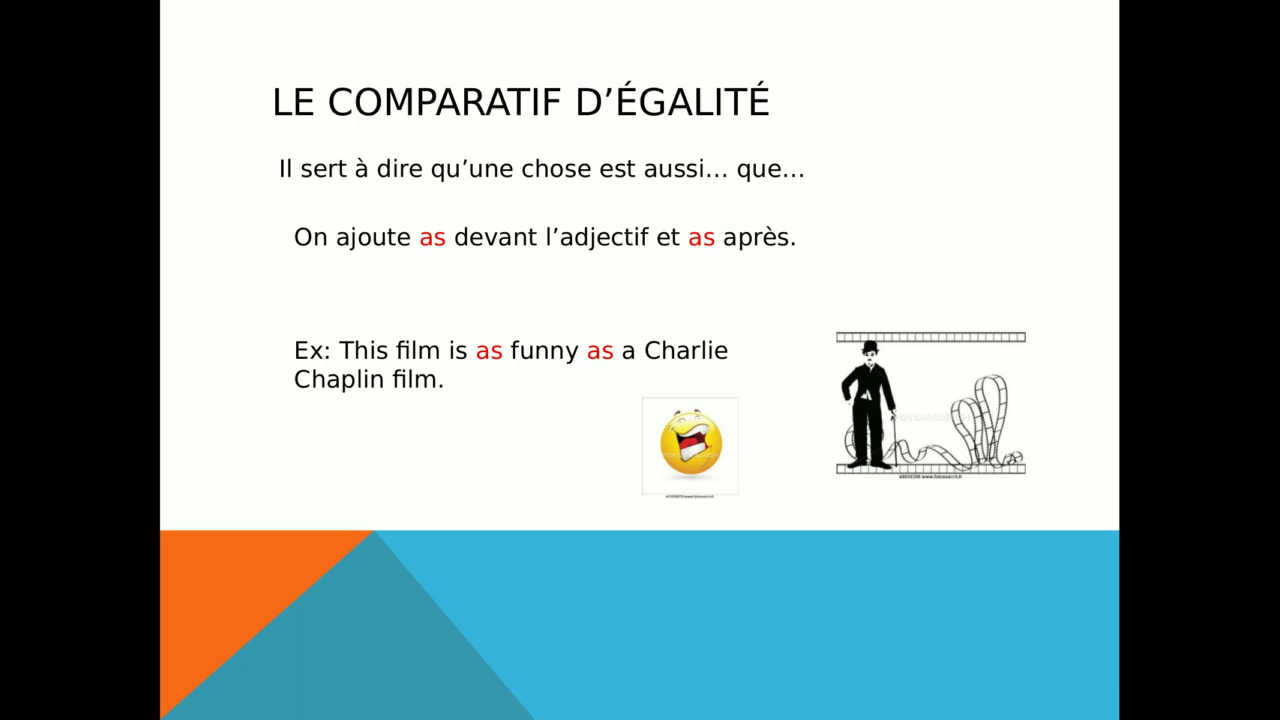 LE COMPARATIF D’ÉGALITÉ
Il sert à dire qu’une chose est aussi… que…
On ajoute as devant l’adjectif et as après.
Ex: This film is as funny as a Charlie
Chaplin film.